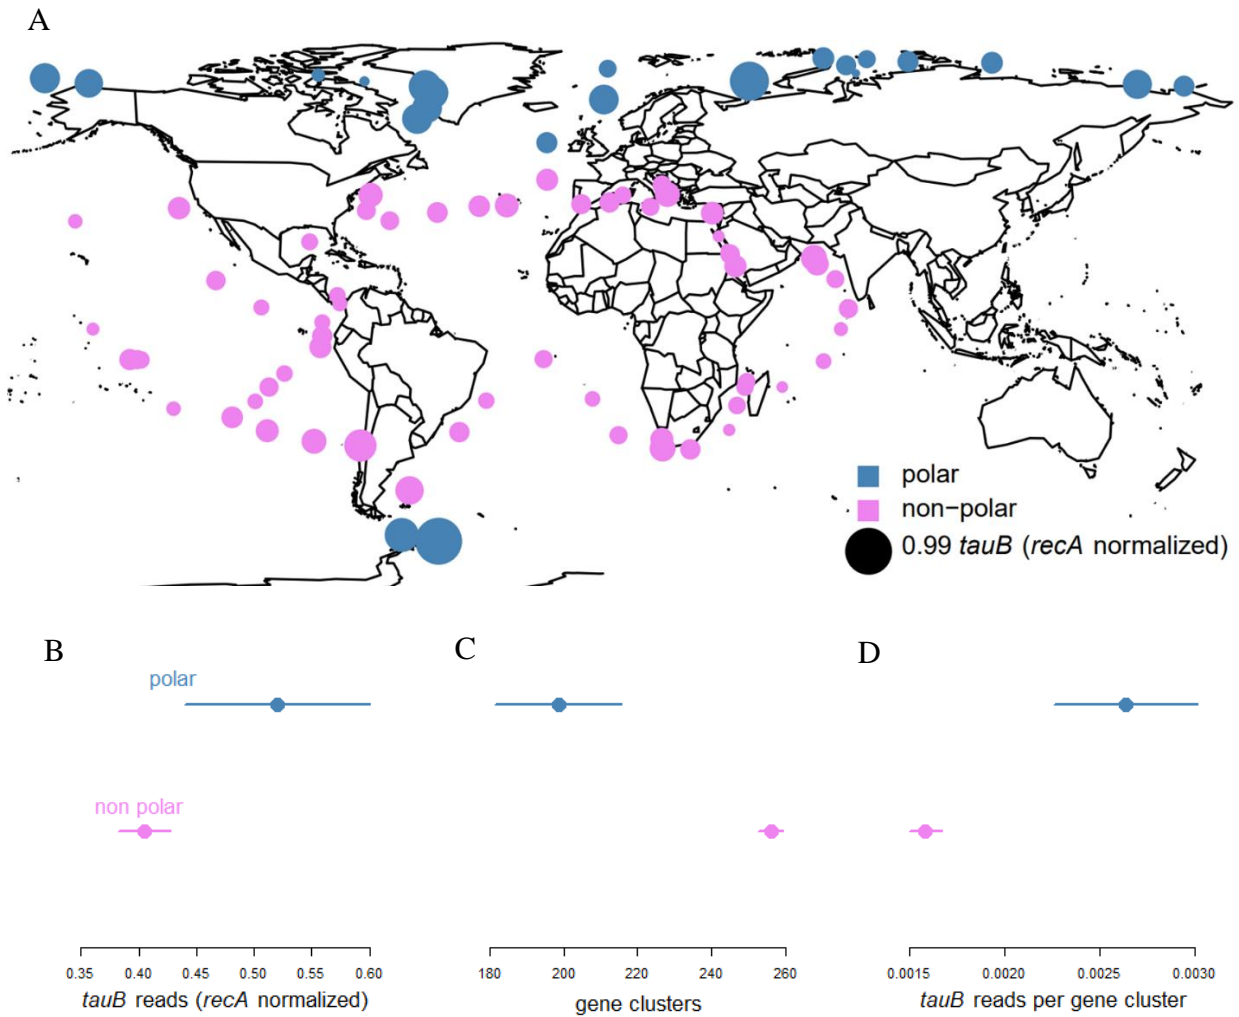 A
polar
non−polar
0.99 tauB (recA normalized)
B
C
D
polar
non polar
0.35 0.40 0.45 0.50 0.55 0.60
tauB reads (recA normalized)
180 200 220 240 260
gene clusters
0.0015 0.0020 0.0025 0.0030
tauB reads per gene cluster